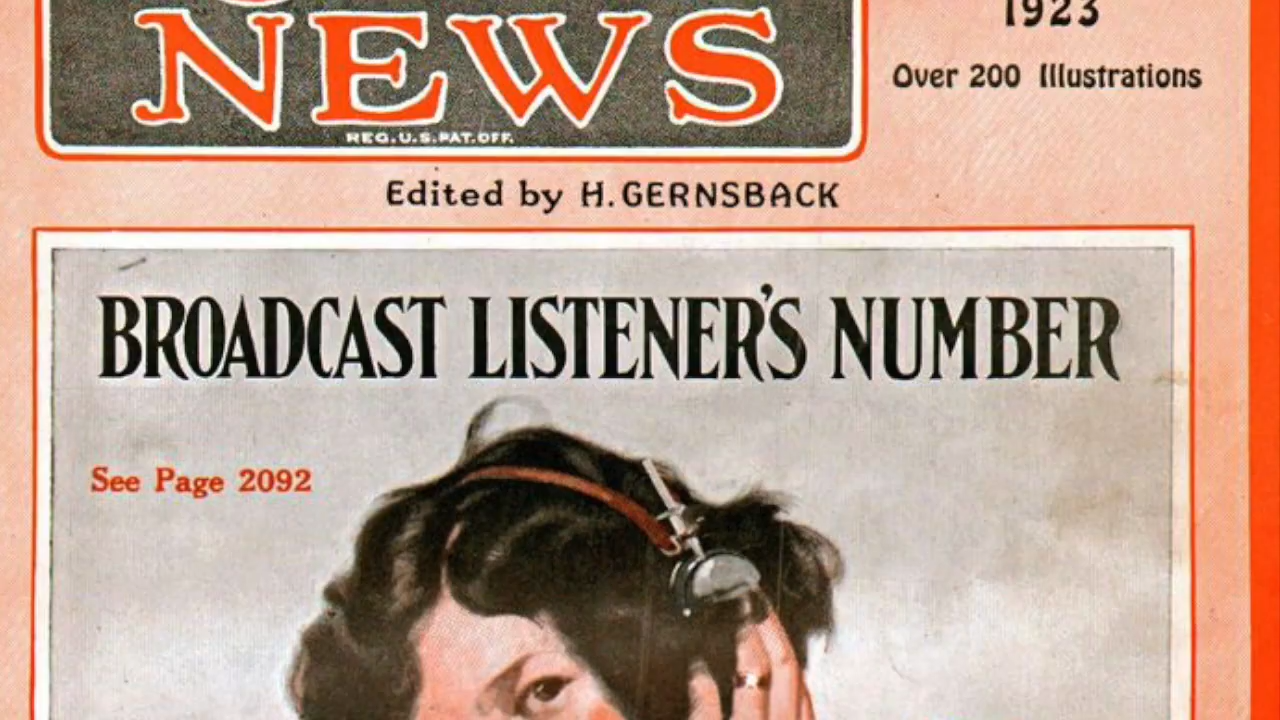 NEWS
REG.U.S.PAT.OFF.
1923
Over 200 Illustrations
Edited by H. GERNSBACK
BROADCAST LISTENER'S NUMBER
See Page 2092